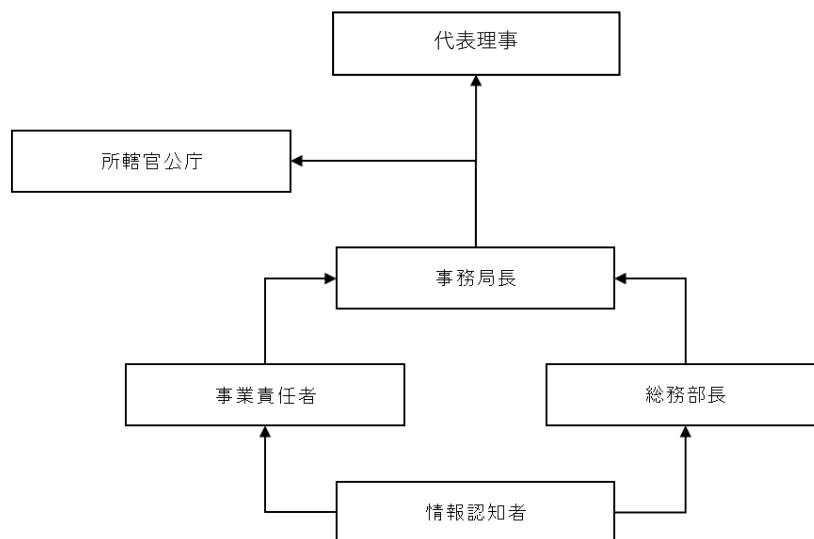 代表理事
所轄官公庁
事務局長
事業責任者
総務部長
情報認知者